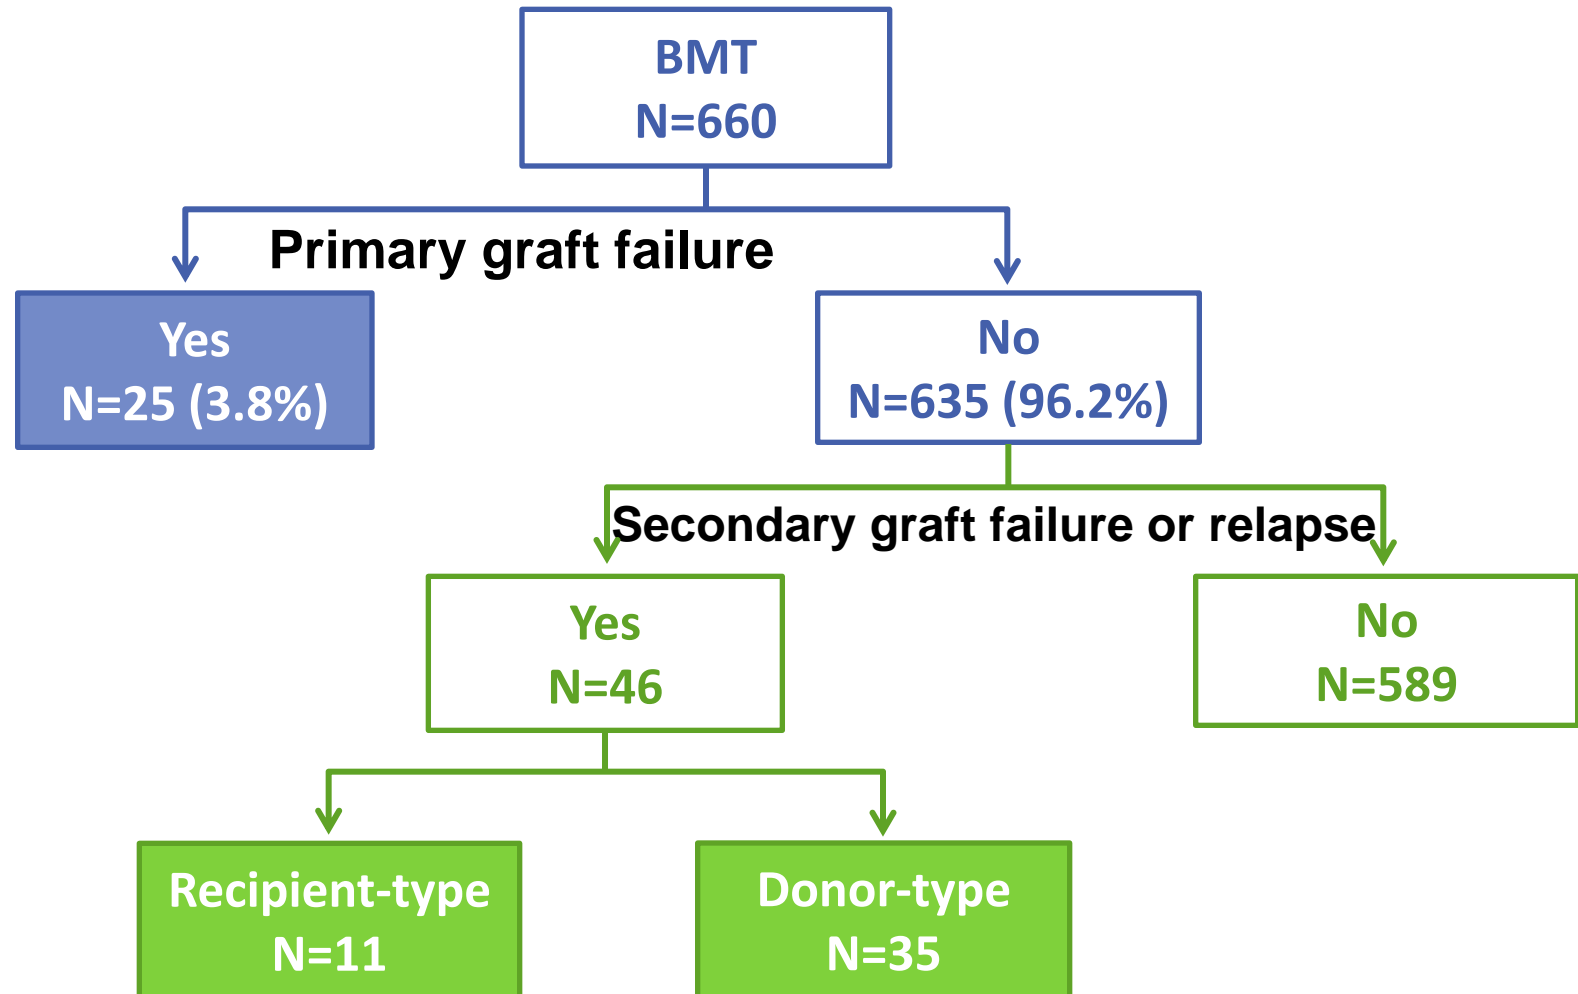 BMT
N=660
Primary graft failure
Yes
N=25 (3.8%)
No
N=635 (96.2%)
Secondary graft failure or relapse
Yes
N=46
No
N=589
Recipient-type
N=11
Donor-type
N=35